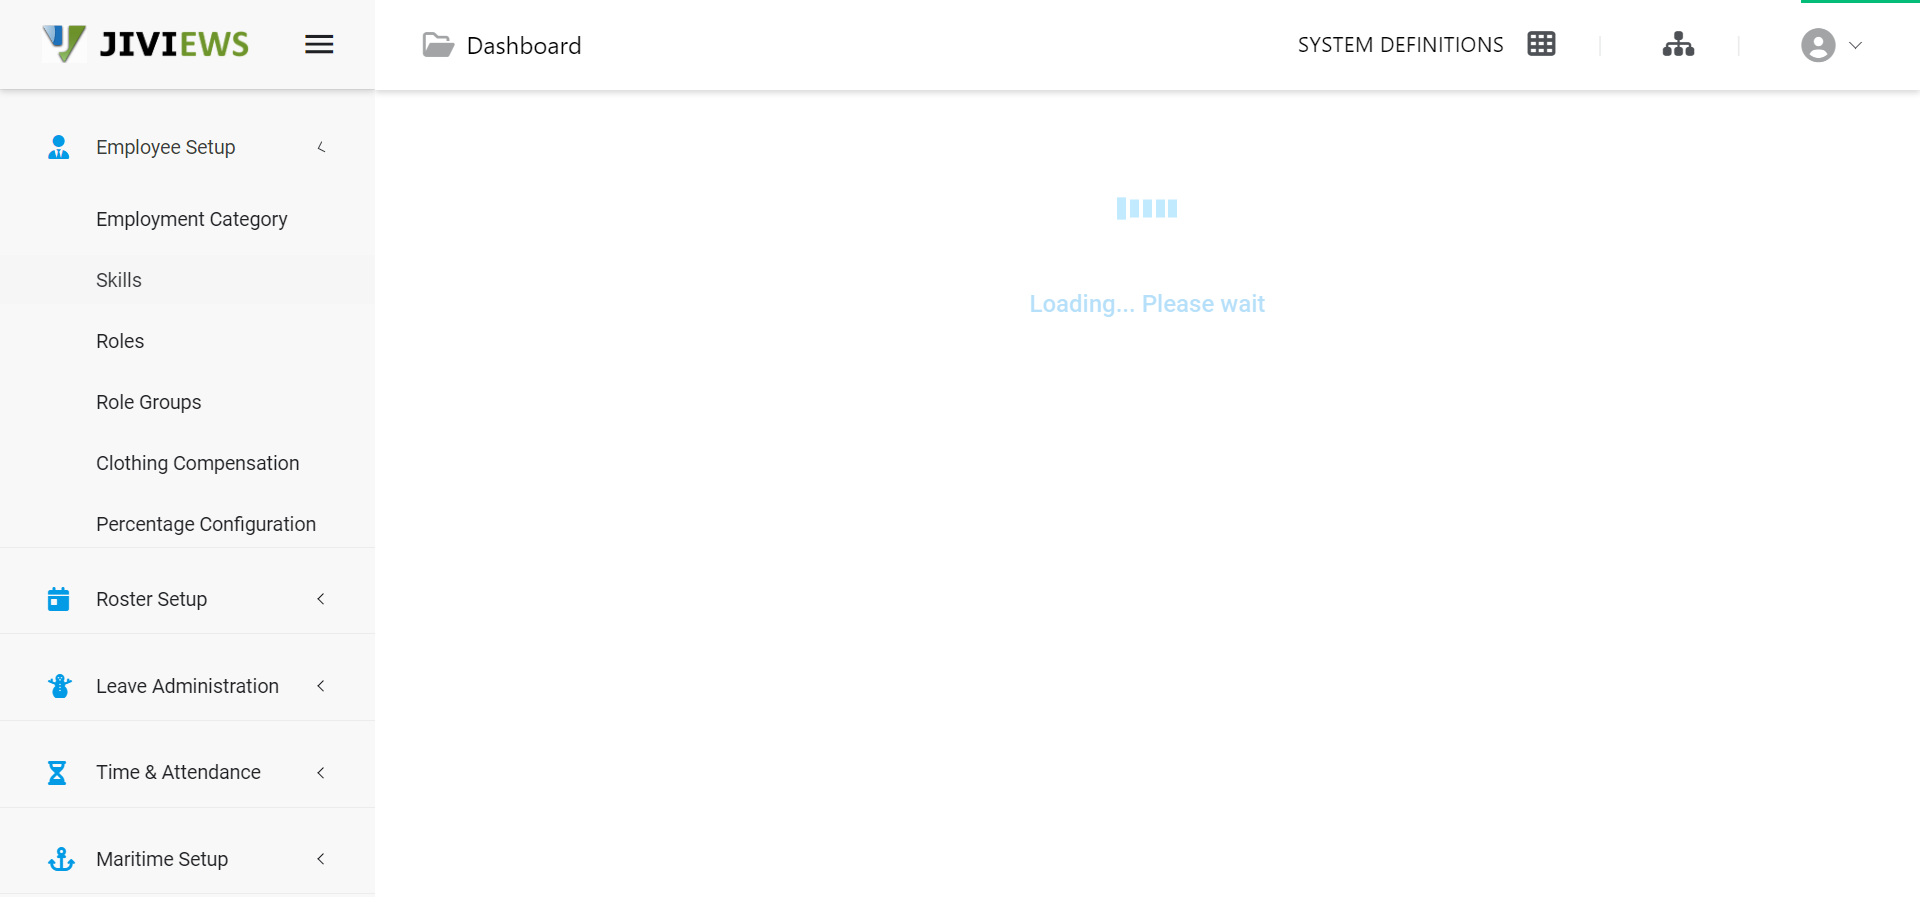 JIVIEWS
Dashboard
SYSTEM DEFINITIONS
Employee Setup
Employment Category
Skills
Roles
Role Groups
Clothing Compensation
Percentage Configuration
Roster Setup
Leave Administration
Time & Attendance
Maritime Setup
Loading... Please wait